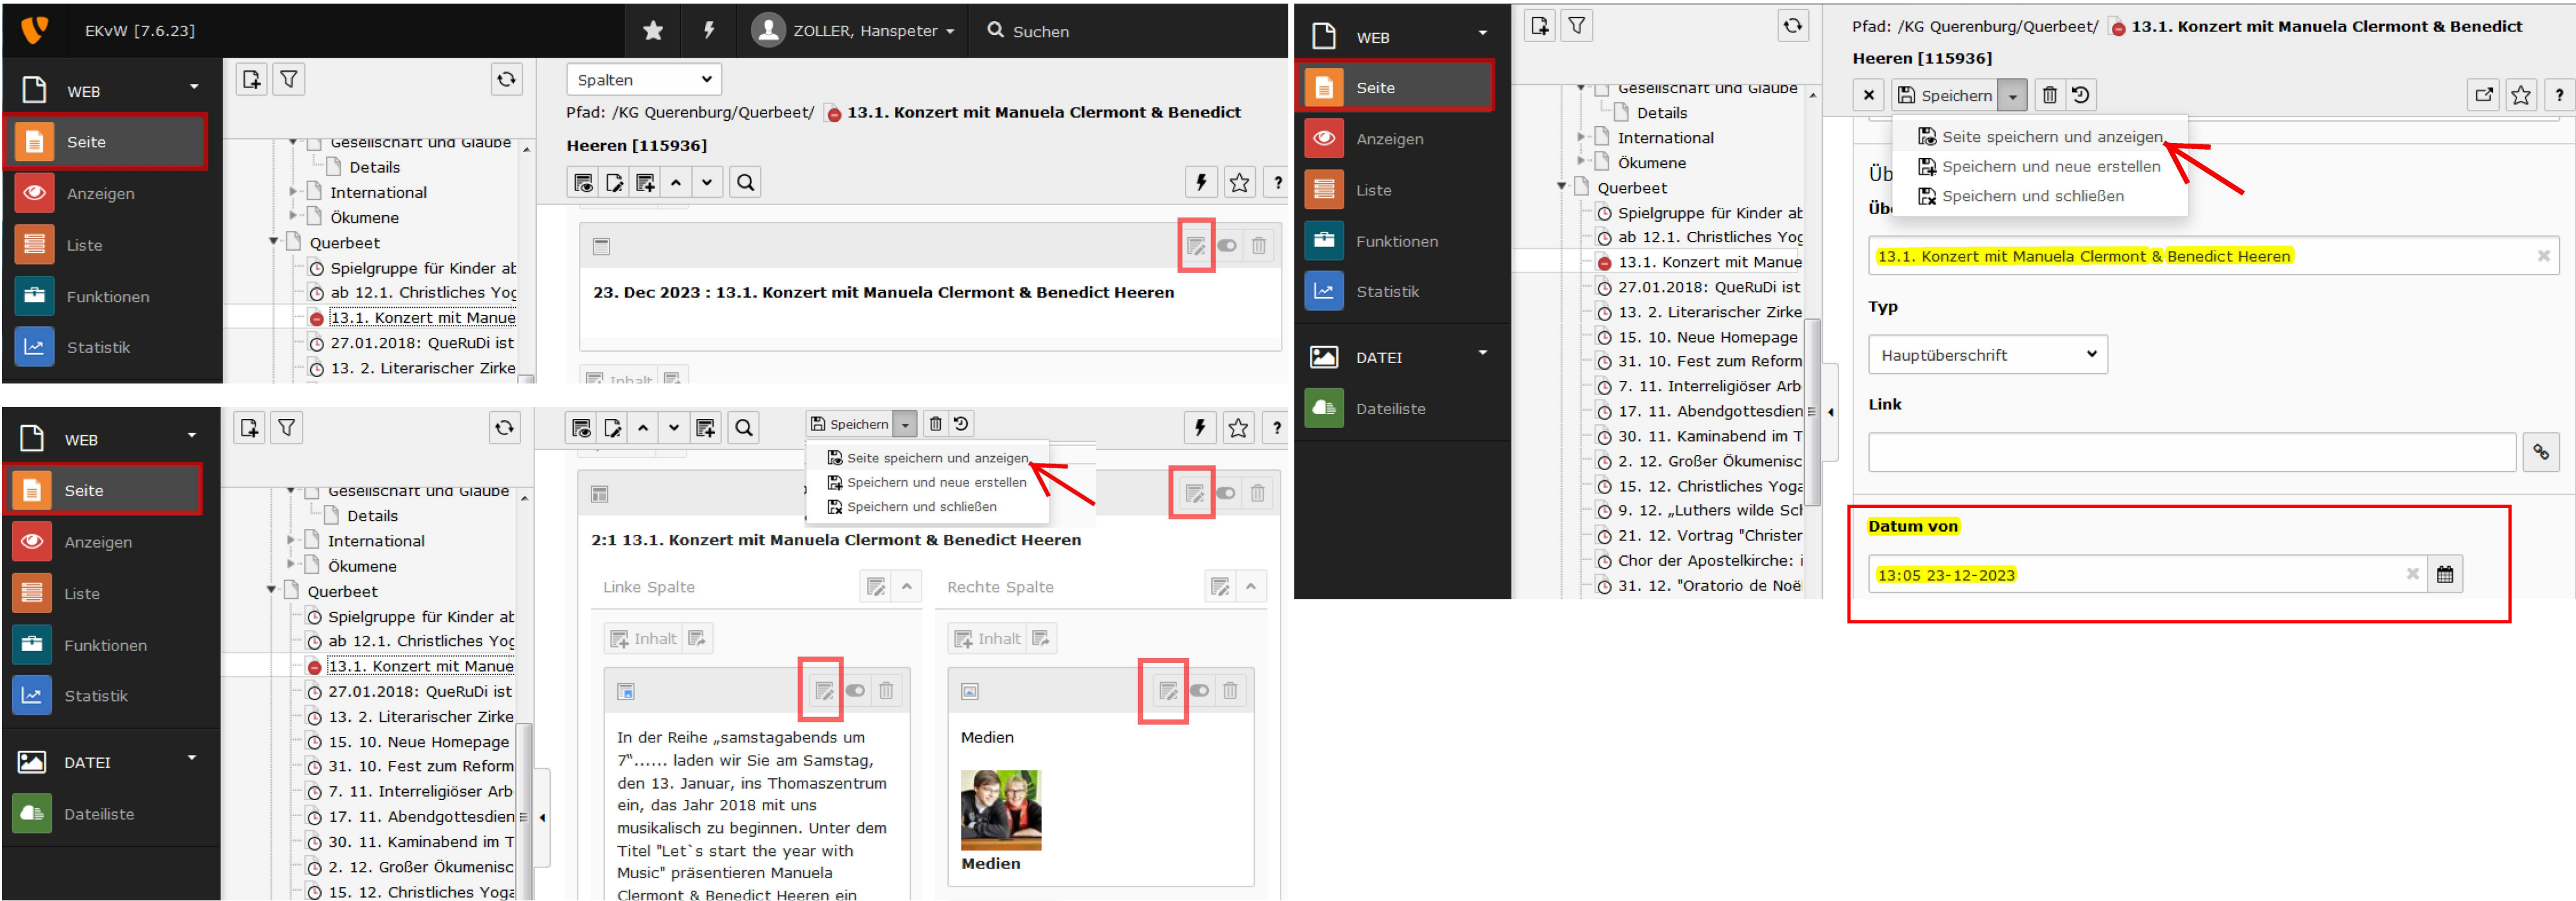 EKvW [7.6.23]
ZOLLER, Hanspeter
Suchen
WEB
Seite
Anzeigen
Liste
Funktionen
Statistik
Gesellschaft und Glaube
Details
International
Ökumene
Querbeet
Spielgruppe für Kinder ab
ab 12.1. Christliches Yog
13.1. Konzert mit Manue
27.01.2018: QueRuDi ist
13. 2. Literarischer Zirke
Spalten
Pfad: /KG Querenburg/Querbeet/ 13.1. Konzert mit Manuela Clermont & Benedict
Heeren [115936]
?
23. Dec 2023 : 13.1. Konzert mit Manuela Clermont & Benedict Heeren
Inhalt
WEB
Seite
Anzeigen
Liste
Funktionen
Statistik
DATEI
Dateiliste
Gesellschaft und Glaube
Details
International
Ökumene
Querbeet
Spielgruppe für Kinder ab
ab 12.1. Christliches Yog
13.1. Konzert mit Manue
27.01.2018: QueRuDi ist
13. 2. Literarischer Zirke
15. 10. Neue Homepage
31. 10. Fest zum Reform
7. 11. Interreligiöser Arb
17. 11. Abendgottesdien
30. 11. Kaminabend im T
2. 12. Großer Ökumenisc
15. 12. Christliches Yoga
Speichern
?
Seite speichern und anzeigen
Speichern und neue erstellen
Speichern und schließen
2:1 13.1. Konzert mit Manuela Clermont & Benedict Heeren
Linke Spalte
Inhalt
In der Reihe „samstagabends um
7“...... laden wir Sie am Samstag,
den 13. Januar, ins Thomaszentrum
ein, das Jahr 2018 mit uns
musikalisch zu beginnen. Unter dem
Titel "Let`s start the year with
Music" präsentieren Manuela
Clermont & Benedict Heeren ein
Rechte Spalte
Inhalt
Medien
Medien
WEB
Seite
Anzeigen
Liste
Funktionen
Statistik
DATEI
Dateiliste
Gesellschaft und Glaube
Details
International
Ökumene
Querbeet
Spielgruppe für Kinder ab
ab 12.1. Christliches Yog
13.1. Konzert mit Manue
27.01.2018: QueRuDi ist
13. 2. Literarischer Zirke
15. 10. Neue Homepage
31. 10. Fest zum Reform
7. 11. Interreligiöser Arb
17. 11. Abendgottesdien
30. 11. Kaminabend im T
2. 12. Großer Ökumenisc
15. 12. Christliches Yoga
9. 12. „Luthers wilde Sch
21. 12. Vortrag "Christer
Chor der Apostelkirche: i
31. 12. "Oratorio de Noë
Pfad: /KG Querenburg/Querbeet/ 13.1. Konzert mit Manuela Clermont & Benedict
Heeren [115936]
Speichern
?
Seite speichern und anzeigen
Speichern und neue erstellen
Speichern und schließen
Üb
Üb
13.1. Konzert mit Manuela Clermont & Benedict Heeren
Typ
Hauptüberschrift
Link
Datum von
13:05 23-12-2023